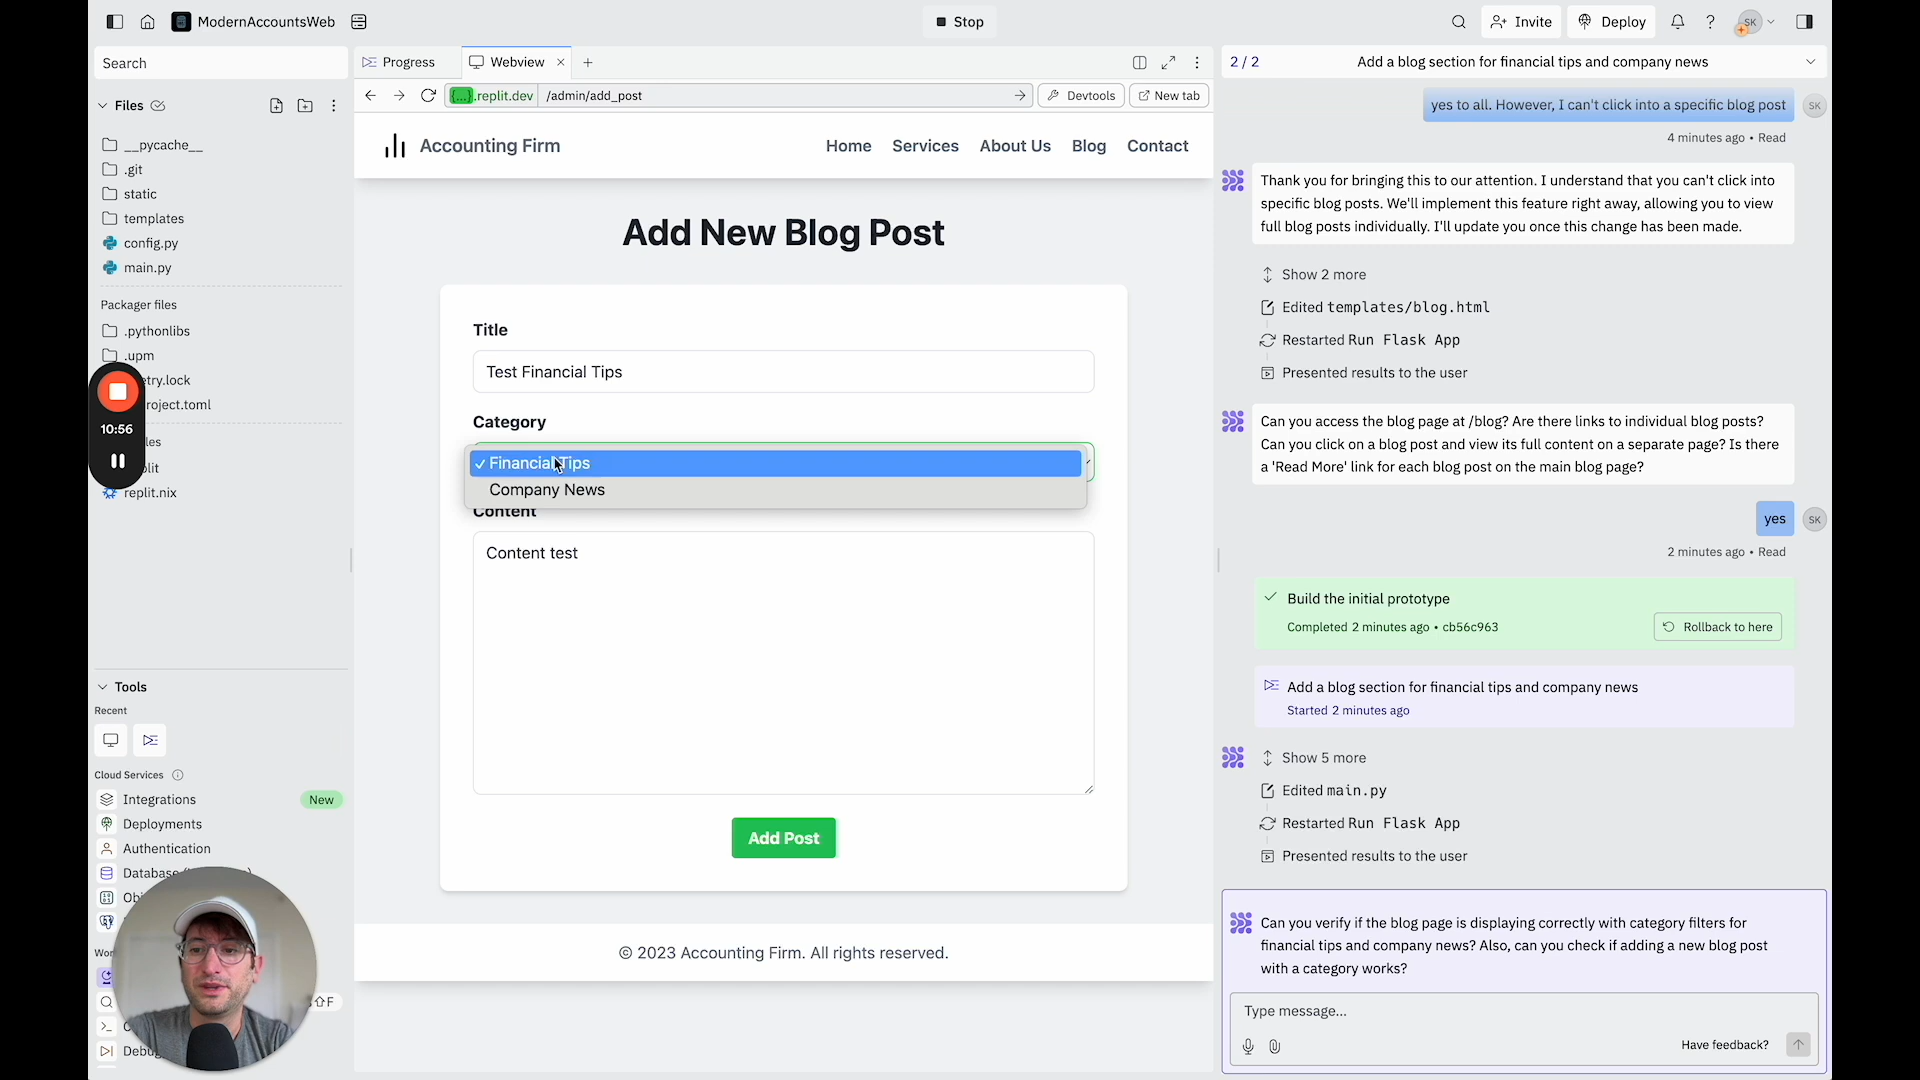 ModernAccountsWeb
Stop
Invite
Deploy
SK
Search
Files
__pycache__
.git
static
templates
config.py
main.py
Packager files
.pythonlibs
.upm
etry.lock
roject.toml
10:56
replit.nix
Tools
Recent
Cloud Services
Integrations
New
Deployments
Authentication
Database
Debug
Progress
Webview
{...}.replit.dev
/admin/add_post
Devtools
New tab
Accounting Firm
Home
Services
About Us
Blog
Contact
Add New Blog Post
Title
Test Financial Tips
Category
✓ Financial Tips
Company News
Content
Content test
Add Post
© 2023 Accounting Firm. All rights reserved.
2 / 2
Add a blog section for financial tips and company news
yes to all. However, I can't click into a specific blog post
SK
4 minutes ago • Read
Thank you for bringing this to our attention. I understand that you can't click into
specific blog posts. We'll implement this feature right away, allowing you to view
full blog posts individually. I'll update you once this change has been made.
Show 2 more
Edited templates/blog.html
Restarted Run Flask App
Presented results to the user
Can you access the blog page at /blog? Are there links to individual blog posts?
Can you click on a blog post and view its full content on a separate page? Is there
a 'Read More' link for each blog post on the main blog page?
yes
SK
2 minutes ago • Read
Build the initial prototype
Completed 2 minutes ago • cb56c963
Rollback to here
Add a blog section for financial tips and company news
Started 2 minutes ago
Show 5 more
Edited main.py
Restarted Run Flask App
Presented results to the user
Can you verify if the blog page is displaying correctly with category filters for
financial tips and company news? Also, can you check if adding a new blog post
with a category works?
Type message...
Have feedback?